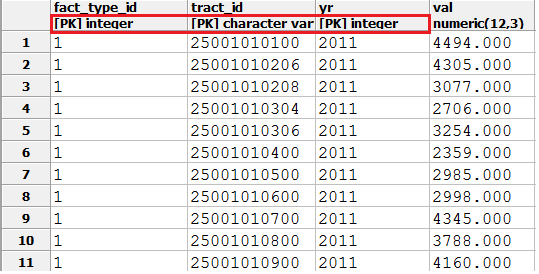 fact_type_id tract_id yr val
[PK] integer [PK] character var [PK] integer numeric(12,3)
1 1 25001010100 2011 4494.000
2 1 25001010206 2011 4305.000
3 1 25001010208 2011 3077.000
4 1 25001010304 2011 2706.000
5 1 25001010306 2011 3254.000
6 1 25001010400 2011 2359.000
7 1 25001010500 2011 2985.000
8 1 25001010600 2011 2998.000
9 1 25001010700 2011 4345.000
10 1 25001010800 2011 3788.000
11 1 25001010900 2011 4160.000